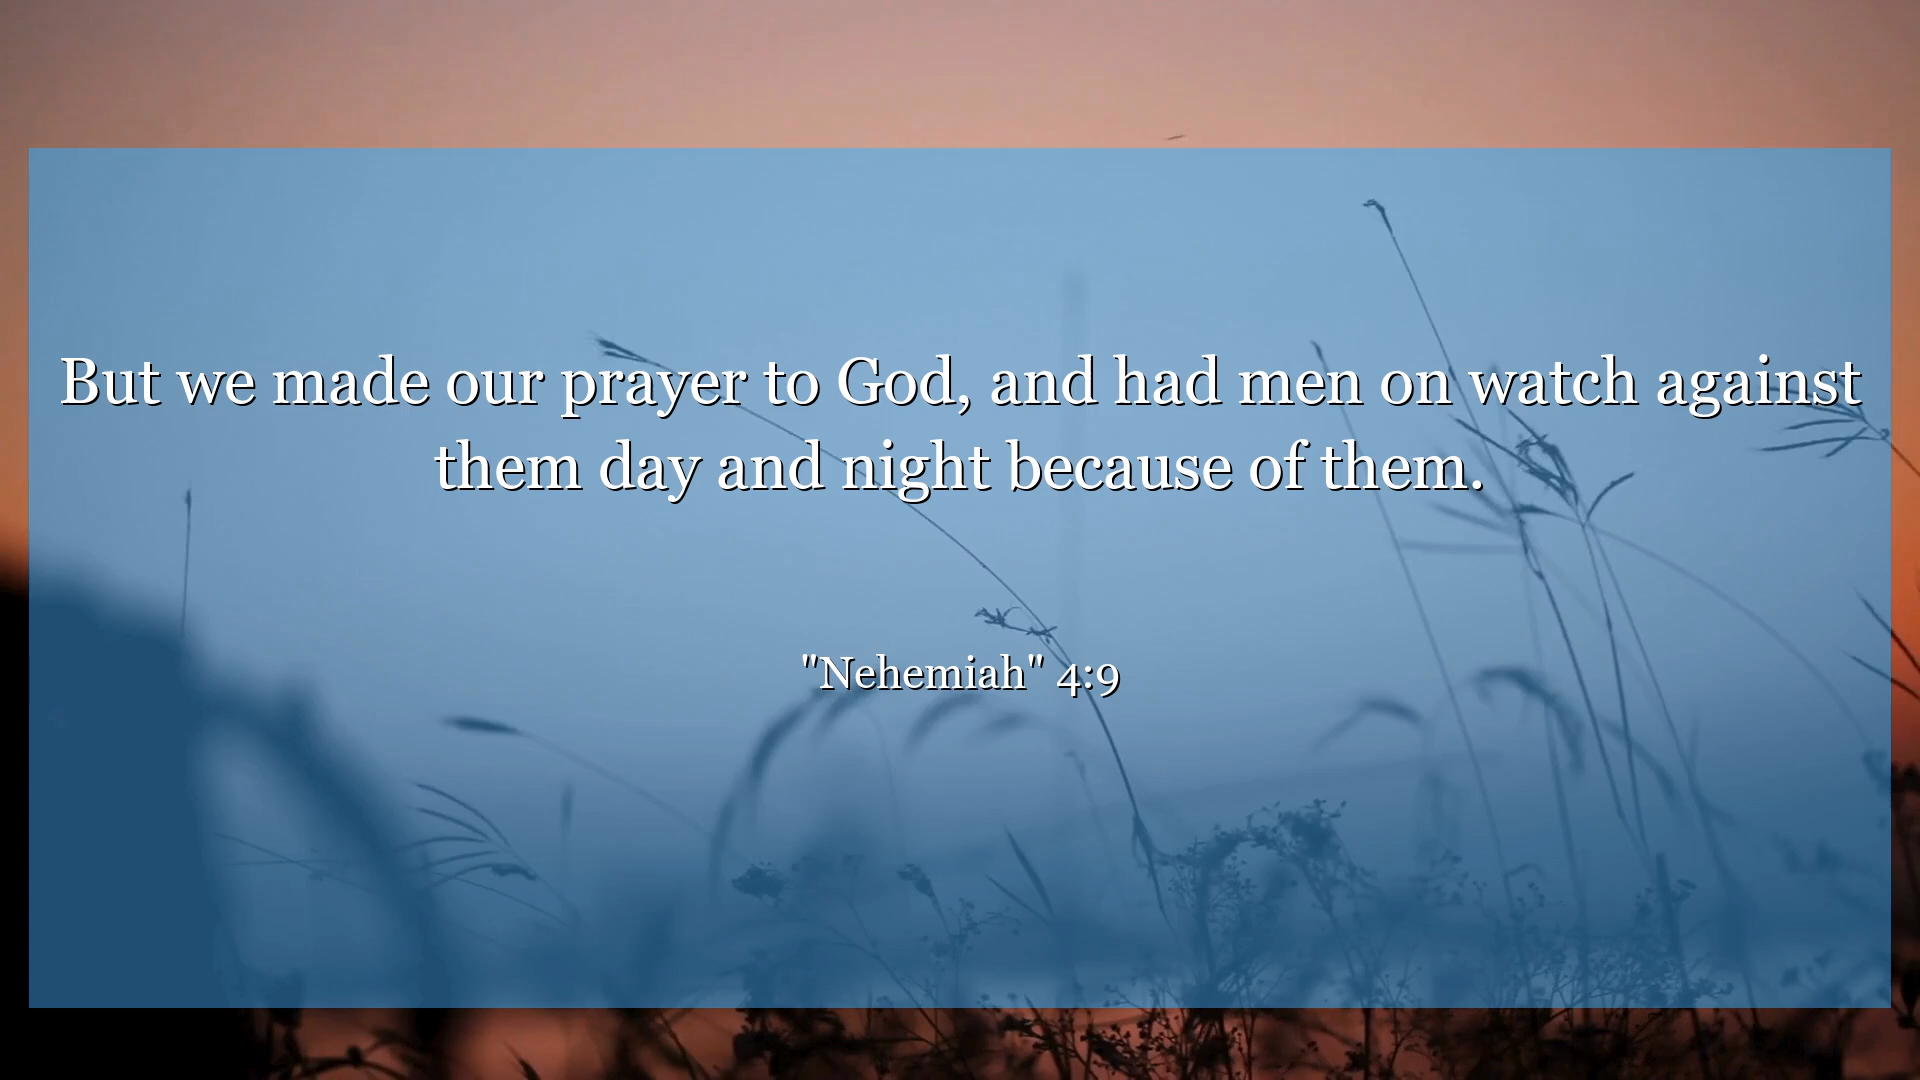 But we made our prayer to God, and had men on watch against
them day and night because of them.
"Nehemiah" 4:9